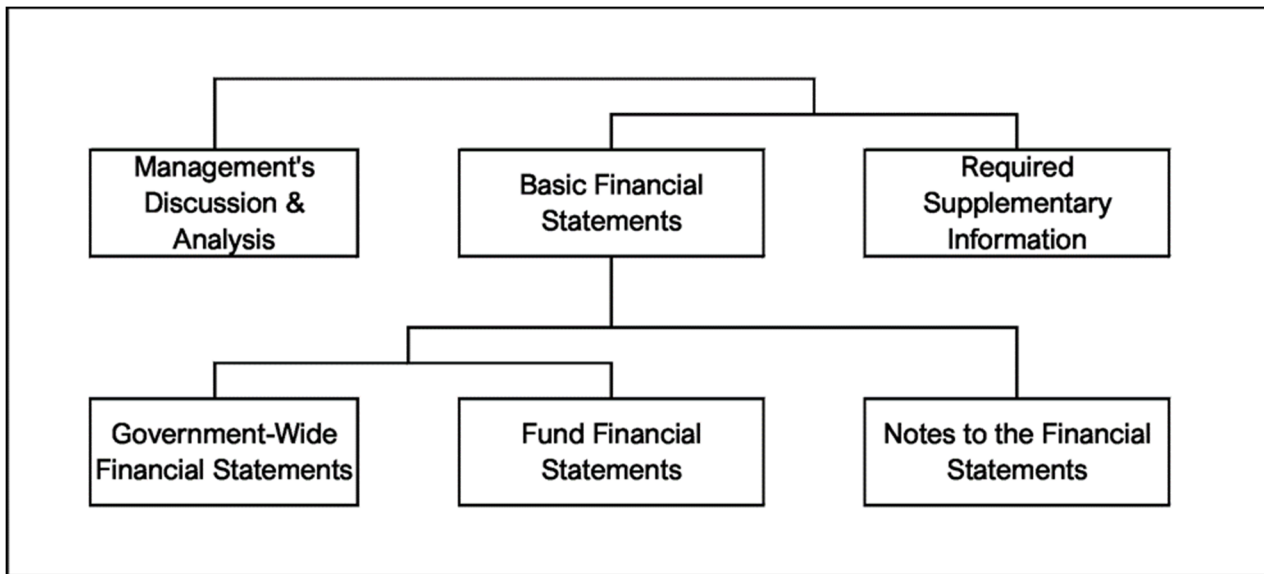 Management's
Discussion &
Analysis
Basic Financial
Statements
Required
Supplementary
Information
Government-Wide
Financial Statements
Fund Financial
Statements
Notes to the Financial
Statements